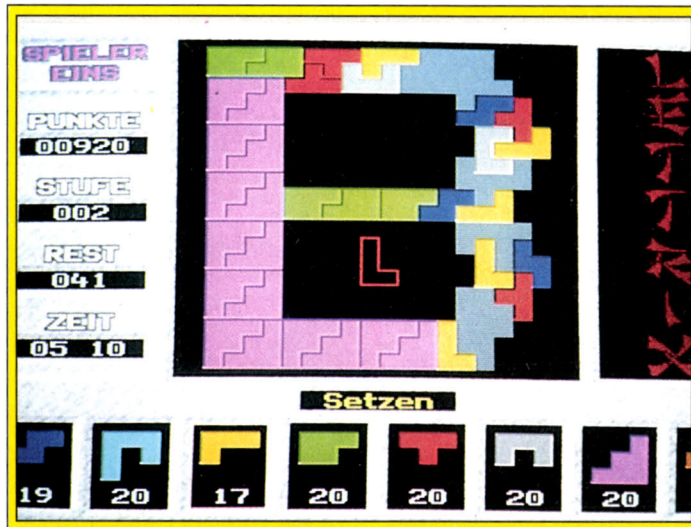 SPIELER
EINS
PUNKTE
00920
STUFE
002
REST
041
ZEIT
05 10
Setzen
19 20 17 20 20 20 20